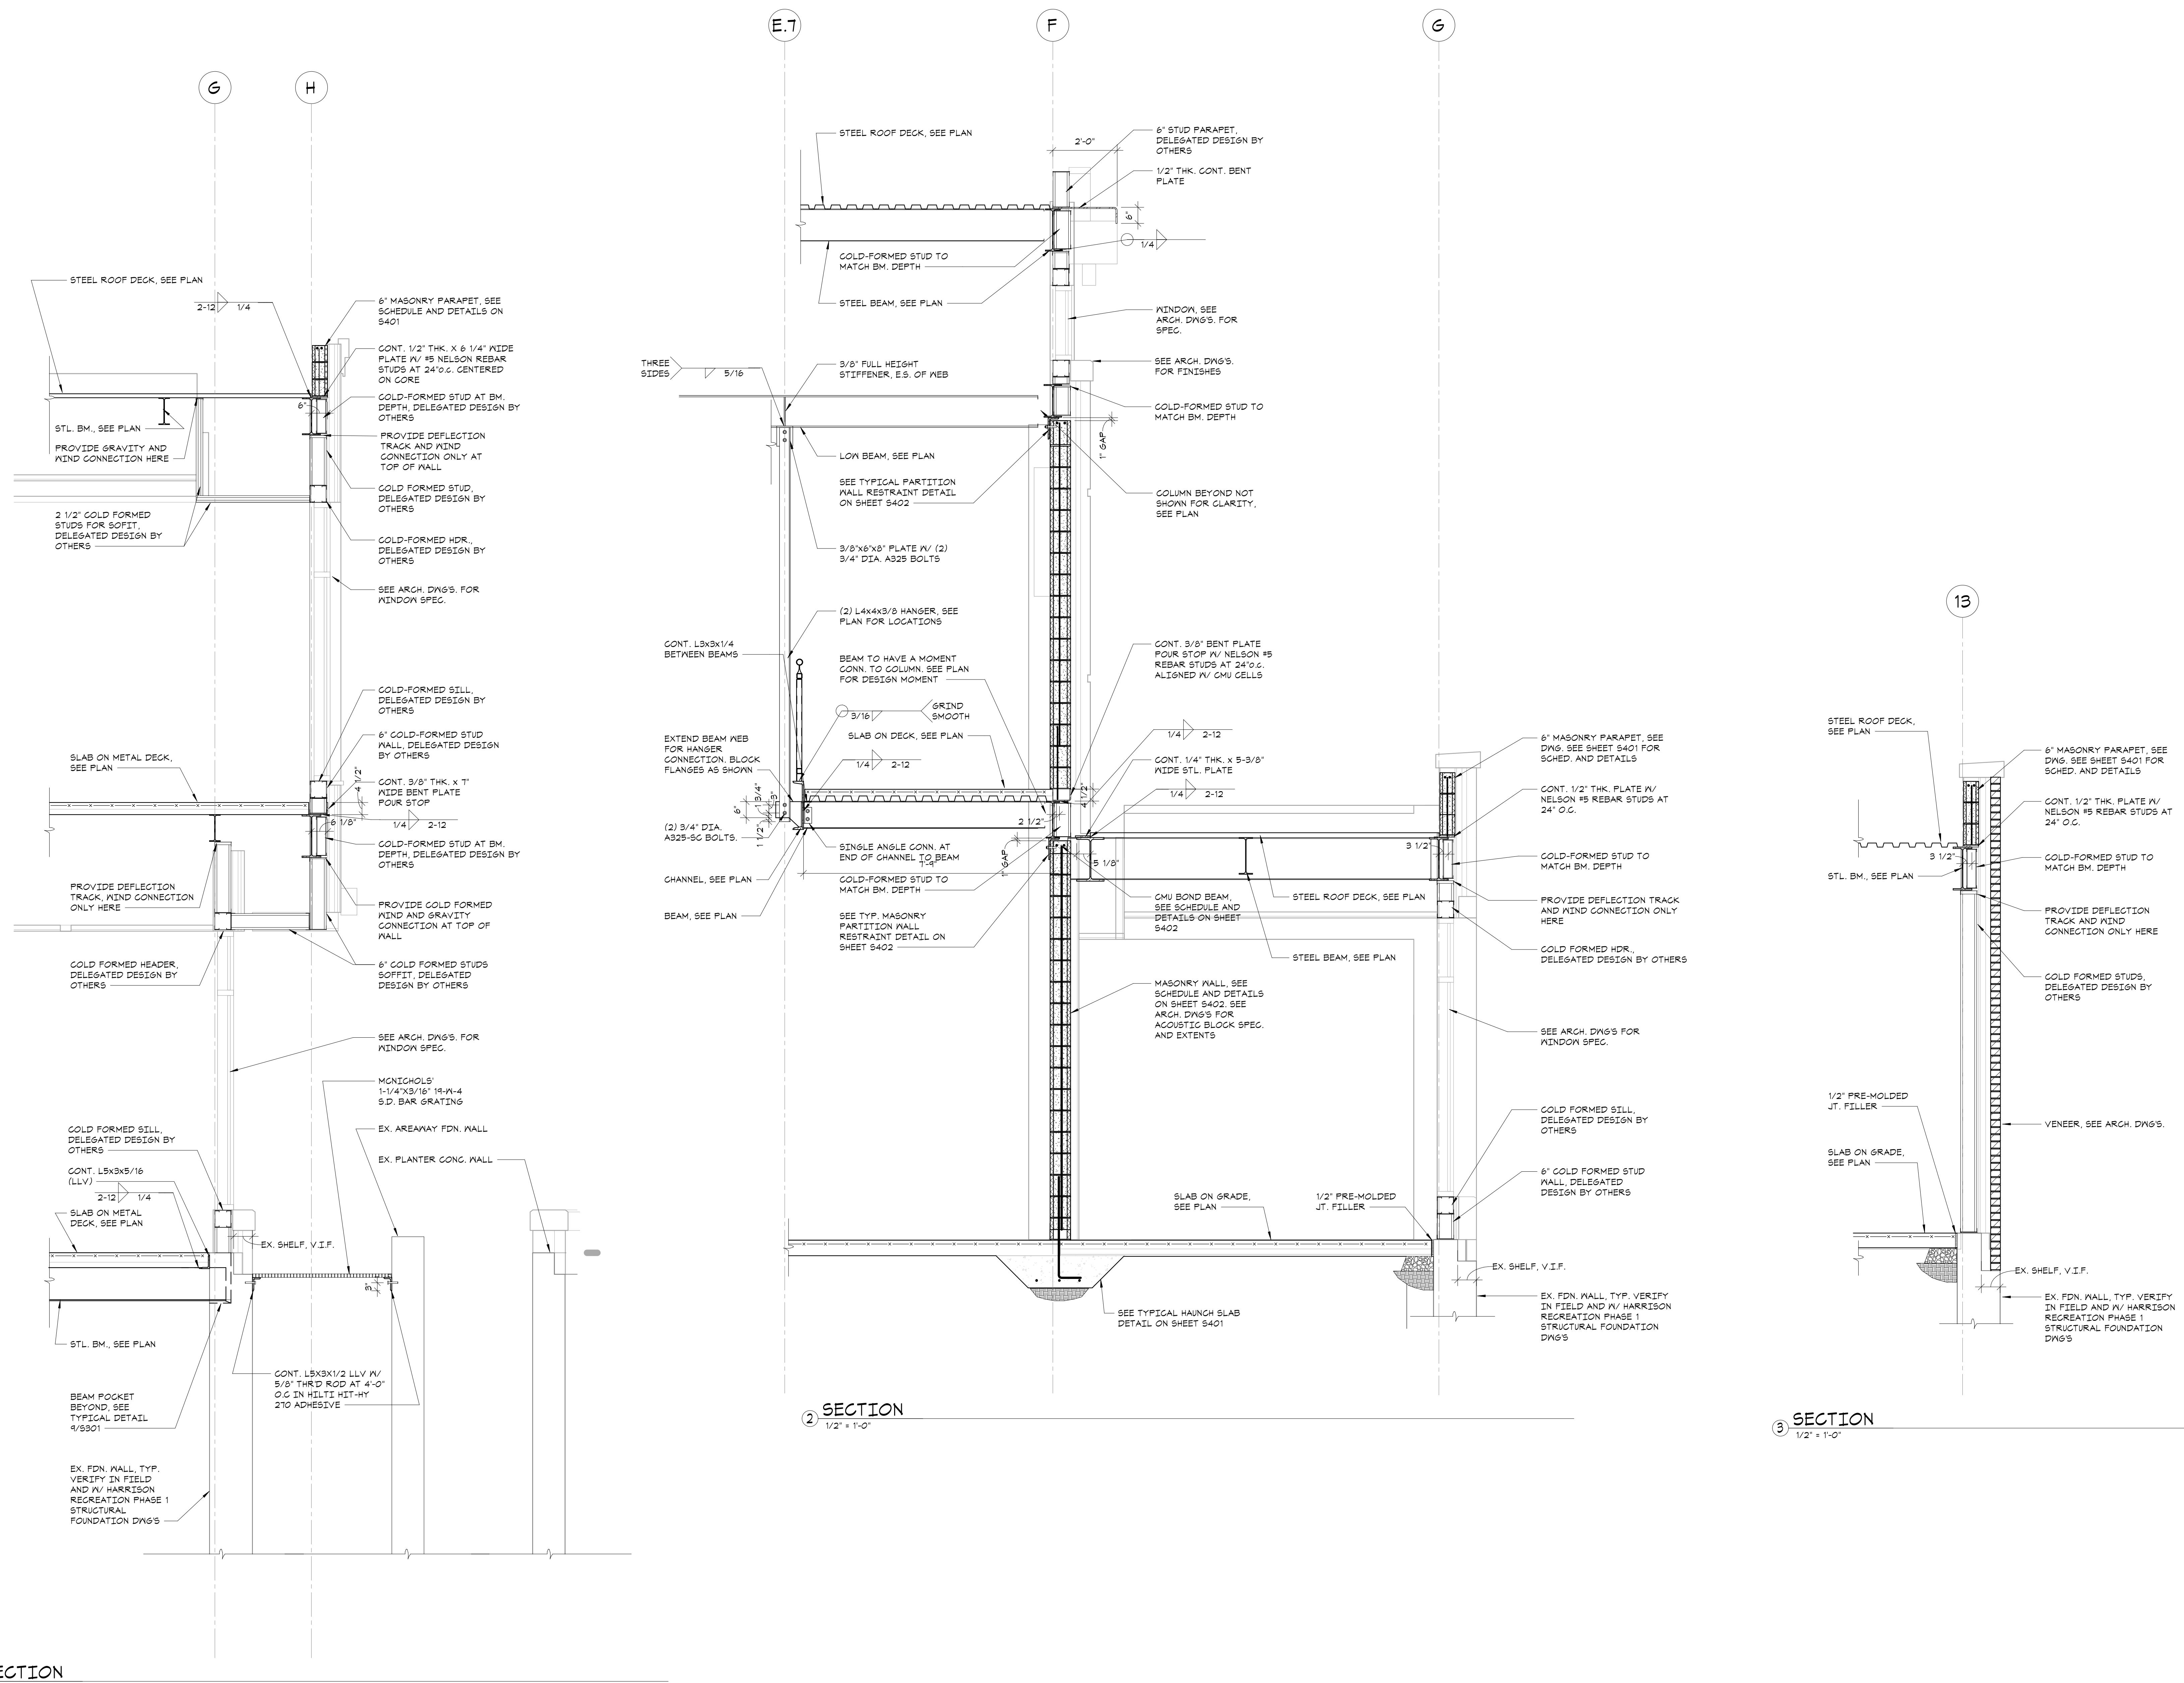 G
H
STEEL ROOF DECK, SEE PLAN
2-12
1/4
6" MASONRY PARAPET, SEE
SCHEDULE AND DETAILS ON
S401
CONT. 1/2" THK. X 6 1/4" WIDE
PLATE W/ #5 NELSON REBAR
STUDS AT 24"O.C. CENTERED
ON CORE
6"
COLD-FORMED STUD AT BM.
DEPTH, DELEGATED DESIGN BY
OTHERS
STL. BM., SEE PLAN
PROVIDE GRAVITY AND
WIND CONNECTION HERE
PROVIDE DEFLECTION
TRACK AND WIND
CONNECTION ONLY AT
TOP OF WALL
COLD FORMED STUD,
DELEGATED DESIGN BY
OTHERS
2 1/2" COLD FORMED
STUDS FOR SOFIT,
DELEGATED DESIGN BY
OTHERS
COLD-FORMED HDR.,
DELEGATED DESIGN BY
OTHERS
SEE ARCH. DWG'S. FOR
WINDOW SPEC.
COLD-FORMED SILL,
DELEGATED DESIGN BY
OTHERS
6" COLD-FORMED STUD
WALL, DELEGATED DESIGN
BY OTHERS
SLAB ON METAL DECK,
SEE PLAN
CONT. 3/8" THK. x 7"
WIDE BENT PLATE
POUR STOP
4 1/2"
6 1/8"
1/4
2-12
COLD-FORMED STUD AT BM.
DEPTH, DELEGATED DESIGN BY
OTHERS
PROVIDE DEFLECTION
TRACK, WIND CONNECTION
ONLY HERE
PROVIDE COLD FORMED
WIND AND GRAVITY
CONNECTION AT TOP OF
WALL
COLD FORMED HEADER,
DELEGATED DESIGN BY
OTHERS
6" COLD FORMED STUDS
SOFFIT, DELEGATED
DESIGN BY OTHERS
SEE ARCH. DWG'S. FOR
WINDOW SPEC.
MCNICHOLS'
1-1/4"X3/16" 19-W-4
S.D. BAR GRATING
COLD FORMED SILL,
DELEGATED DESIGN BY
OTHERS
EX. AREAWAY FDN. WALL
EX. PLANTER CONC. WALL
CONT. L5x3x5/16
(LLV)
2-12
1/4
SLAB ON METAL
DECK, SEE PLAN
EX. SHELF, V.I.F.
3"
STL. BM., SEE PLAN
CONT. L5X3X1/2 LLV W/
5/8" THR'D ROD AT 4'-0"
O.C IN HILTI HIT-HY
270 ADHESIVE
BEAM POCKET
BEYOND, SEE
TYPICAL DETAIL
9/S301
EX. FDN. WALL, TYP.
VERIFY IN FIELD
AND W/ HARRISON
RECREATION PHASE 1
STRUCTURAL
FOUNDATION DWG'S
ECTION
E.7
F
G
STEEL ROOF DECK, SEE PLAN
2'-0"
6" STUD PARAPET,
DELEGATED DESIGN BY
OTHERS
1/2" THK. CONT. BENT
PLATE
6"
1/4
COLD-FORMED STUD TO
MATCH BM. DEPTH
STEEL BEAM, SEE PLAN
WINDOW, SEE
ARCH. DWG'S. FOR
SPEC.
THREE
SIDES
5/16
3/8" FULL HEIGHT
STIFFENER, E.S. OF WEB
SEE ARCH. DWG'S.
FOR FINISHES
COLD-FORMED STUD TO
MATCH BM. DEPTH
1" GAP
LOW BEAM, SEE PLAN
SEE TYPICAL PARTITION
WALL RESTRAINT DETAIL
ON SHEET S402
COLUMN BEYOND NOT
SHOWN FOR CLARITY,
SEE PLAN
3/8"x6"x8" PLATE W/ (2)
3/4" DIA. A325 BOLTS
(2) L4x4x3/8 HANGER, SEE
PLAN FOR LOCATIONS
CONT. L3x3x1/4
BETWEEN BEAMS
BEAM TO HAVE A MOMENT
CONN. TO COLUMN. SEE PLAN
FOR DESIGN MOMENT
CONT. 3/8" BENT PLATE
POUR STOP W/ NELSON #5
REBAR STUDS AT 24"O.C.
ALIGNED W/ CMU CELLS
3/16
GRIND
SMOOTH
EXTEND BEAM WEB
FOR HANGER
CONNECTION. BLOCK
FLANGES AS SHOWN
SLAB ON DECK, SEE PLAN
1/4
2-12
1/4
2-12
CONT. 1/4" THK. x 5-3/8"
WIDE STL. PLATE
1/4
2-12
6"
1 3/4"
3"
1 1/2"
4 1/2"
2 1/2"
(2) 3/4" DIA.
A325-SC BOLTS.
SINGLE ANGLE CONN. AT
END OF CHANNEL TO BEAM
7'-9"
1" GAP
5 1/8"
CHANNEL, SEE PLAN
COLD-FORMED STUD TO
MATCH BM. DEPTH
BEAM, SEE PLAN
SEE TYP. MASONRY
PARTITION WALL
RESTRAINT DETAIL ON
SHEET S402
CMU BOND BEAM,
SEE SCHEDULE AND
DETAILS ON SHEET
S402
STEEL ROOF DECK, SEE PLAN
STEEL BEAM, SEE PLAN
MASONRY WALL, SEE
SCHEDULE AND DETAILS
ON SHEET S402. SEE
ARCH. DWG'S FOR
ACOUSTIC BLOCK SPEC.
AND EXTENTS
6" MASONRY PARAPET, SEE
DWG. SEE SHEET S401 FOR
SCHED. AND DETAILS
CONT. 1/2" THK. PLATE W/
NELSON #5 REBAR STUDS AT
24" O.C.
3 1/2"
COLD-FORMED STUD TO
MATCH BM. DEPTH
PROVIDE DEFLECTION TRACK
AND WIND CONNECTION ONLY
HERE
COLD FORMED HDR.,
DELEGATED DESIGN BY OTHERS
SEE ARCH. DWG'S FOR
WINDOW SPEC.
COLD FORMED SILL,
DELEGATED DESIGN BY
OTHERS
6" COLD FORMED STUD
WALL, DELEGATED
DESIGN BY OTHERS
SLAB ON GRADE,
SEE PLAN
1/2" PRE-MOLDED
JT. FILLER
EX. SHELF, V.I.F.
SEE TYPICAL HAUNCH SLAB
DETAIL ON SHEET S401
EX. FDN. WALL, TYP. VERIFY
IN FIELD AND W/ HARRISON
RECREATION PHASE 1
STRUCTURAL FOUNDATION
DWG'S
2
SECTION
1/2" = 1'-0"
13
STEEL ROOF DECK,
SEE PLAN
6" MASONRY PARAPET, SEE
DWG. SEE SHEET S401 FOR
SCHED. AND DETAILS
CONT. 1/2" THK. PLATE W/
NELSON #5 REBAR STUDS AT
24" O.C.
3 1/2"
STL. BM., SEE PLAN
COLD-FORMED STUD TO
MATCH BM. DEPTH
PROVIDE DEFLECTION
TRACK AND WIND
CONNECTION ONLY HERE
COLD FORMED STUDS,
DELEGATED DESIGN BY
OTHERS
1/2" PRE-MOLDED
JT. FILLER
VENEER, SEE ARCH. DWG'S.
SLAB ON GRADE,
SEE PLAN
EX. SHELF, V.I.F.
EX. FDN. WALL, TYP. VERIFY
IN FIELD AND W/ HARRISON
RECREATION PHASE 1
STRUCTURAL FOUNDATION
DWG'S
3
SECTION
1/2" = 1'-0"